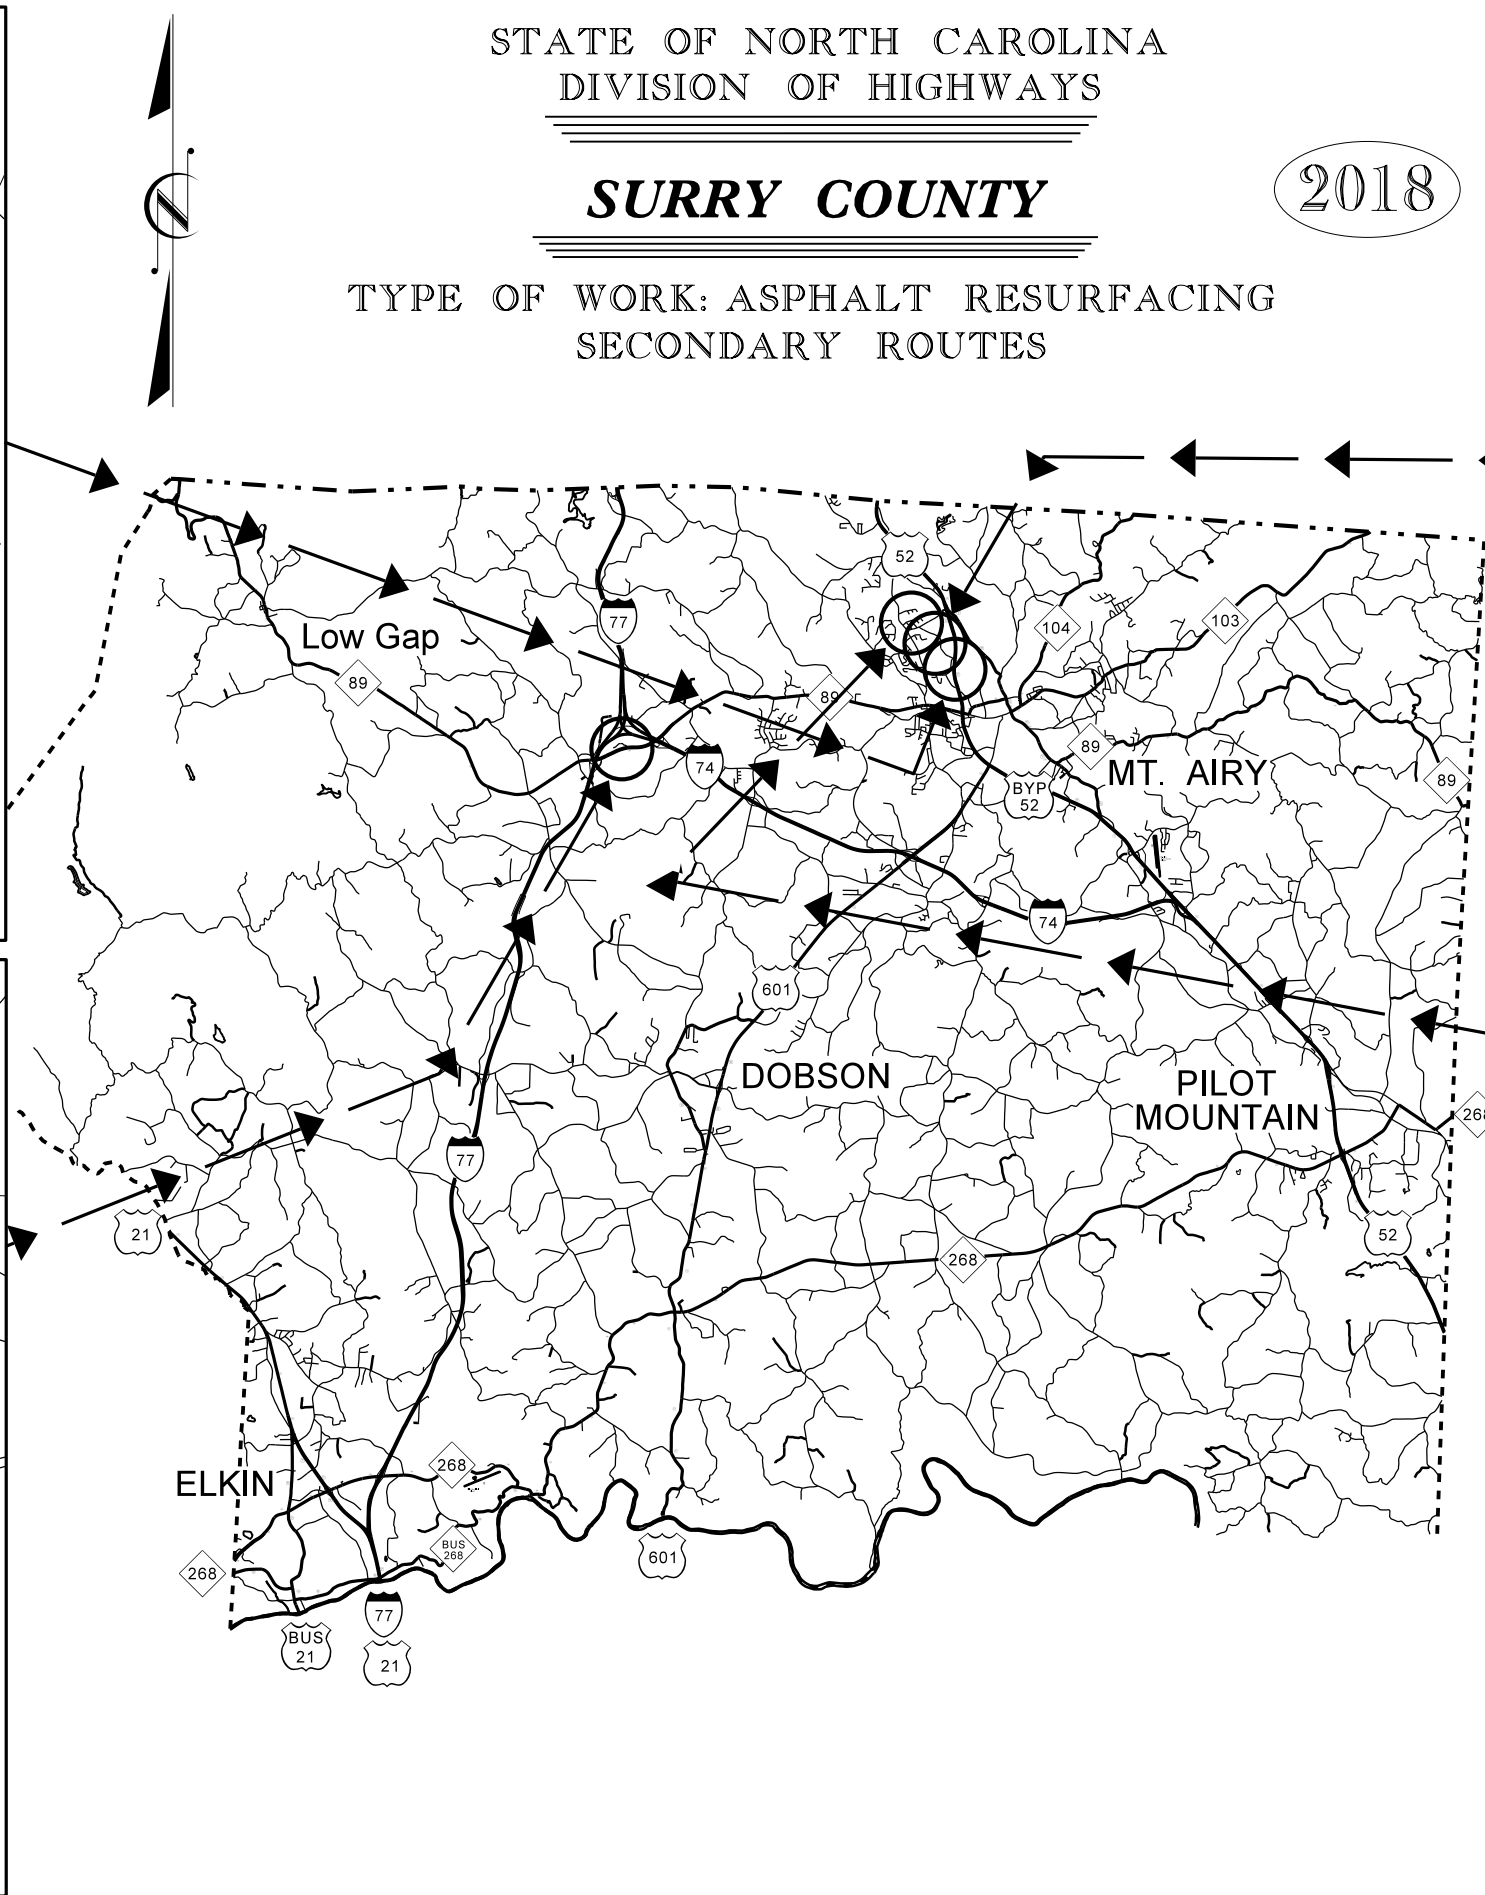 STATE OF NORTH CAROLINA
DIVISION OF HIGHWAYS
SURRY COUNTY
2018
TYPE OF WORK: ASPHALT RESURFACING
SECONDARY ROUTES
52
77
104
103
Low Gap
89
89
89
74
MT. AIRY
BYP
52
89
74
601
DOBSON
PILOT
MOUNTAIN
268
77
21
52
268
268
ELKIN
BUS
268
601
268
77
BUS
21
21